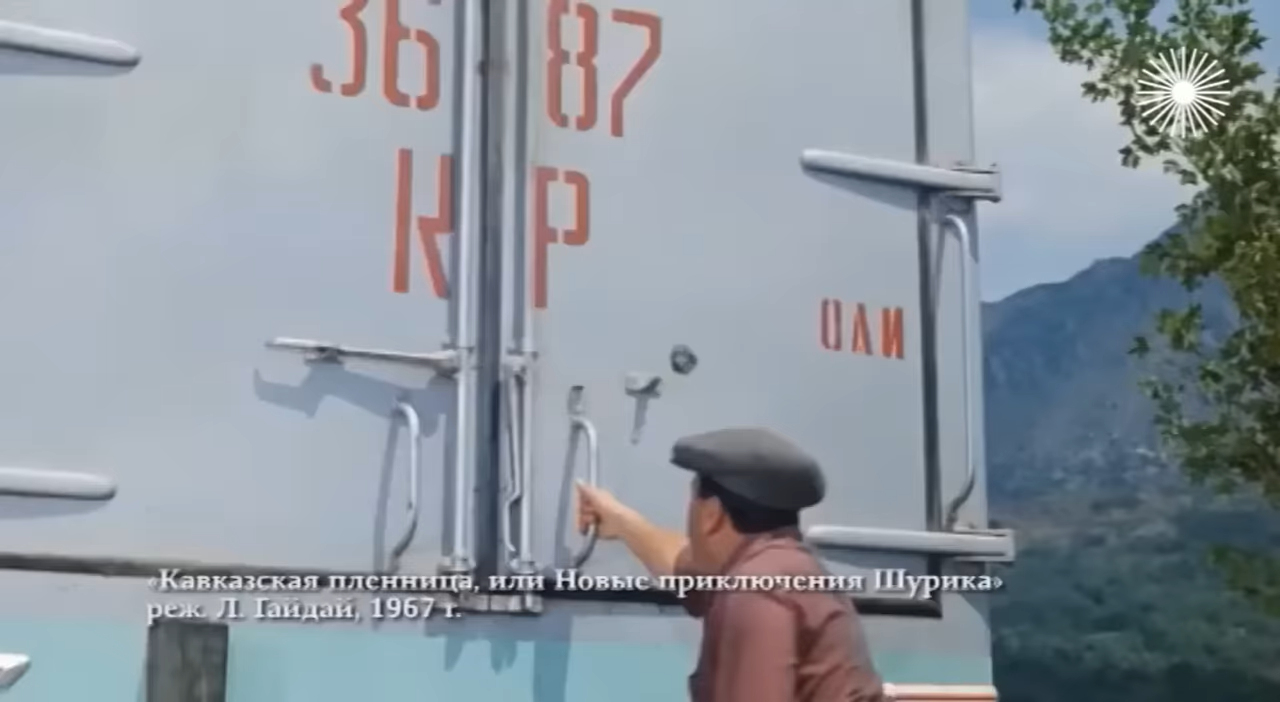 36 87
КР
ОЛИ
«Кавказская пленница, или Новые приключения Шурика»
реж. Л. Гайдай, 1967 г.